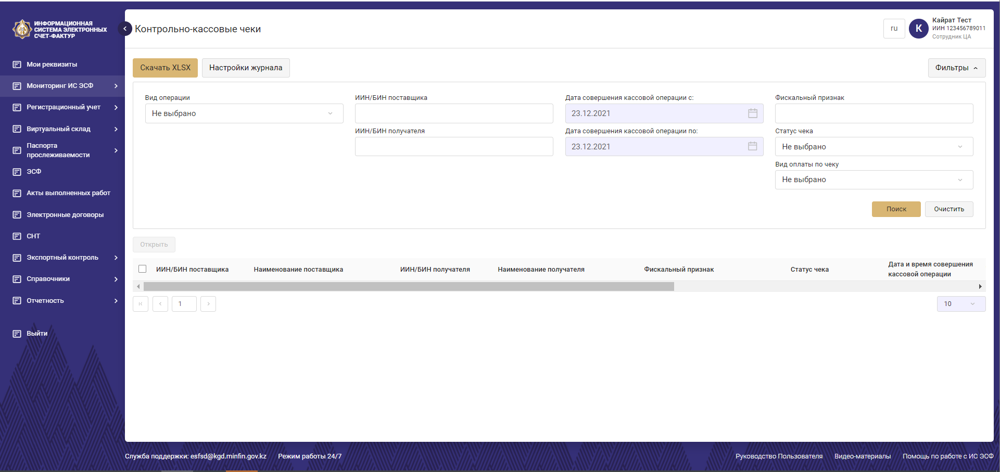 ИНФОРМАЦИОННАЯ
СИСТЕМА ЭЛЕКТРОННЫХ
СЧЕТ-ФАКТУР
Мои реквизиты
Мониторинг ИС ЭСФ
Регистрационный учет
Виртуальный склад
Паспорта
прослеживаемости
ЭСФ
Акты выполненных работ
Электронные договоры
СНТ
Экспортный контроль
Справочники
Отчетность
Выйти
Контрольно-кассовые чеки
ru
К
Кайрат Тест
ИИН 123456789011
Сотрудник ЦА
Скачать XLSX
Настройки журнала
Фильтры
Вид операции
Не выбрано
ИИН/БИН поставщика
ИИН/БИН получателя
Дата совершения кассовой операции с:
23.12.2021
Дата совершения кассовой операции по:
23.12.2021
Фискальный признак
Статус чека
Не выбрано
Вид оплаты по чеку
Не выбрано
Поиск
Очистить
Открыть
ИИН/БИН поставщика
Наименование поставщика
ИИН/БИН получателя
Наименование получателя
Фискальный признак
Статус чека
Дата и время совершения
кассовой операции
1
10
Служба поддержки: esfsd@kgd.minfin.gov.kz
Режим работы 24/7
Руководство Пользователя
Видео-материалы
Помощь по работе с ИС ЭСФ